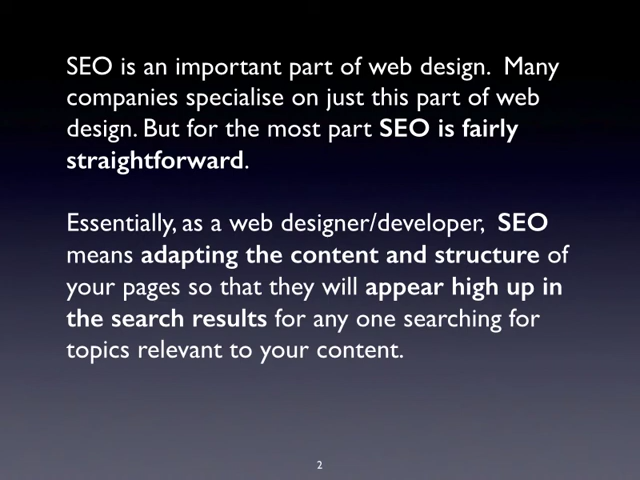 SEO is an important part of web design.  Many
companies specialise on just this part of web
design. But for the most part SEO is fairly
straightforward.
Essentially, as a web designer/developer,  SEO
means adapting the content and structure of
your pages so that they will appear high up in
the search results for any one searching for
topics relevant to your content.
2